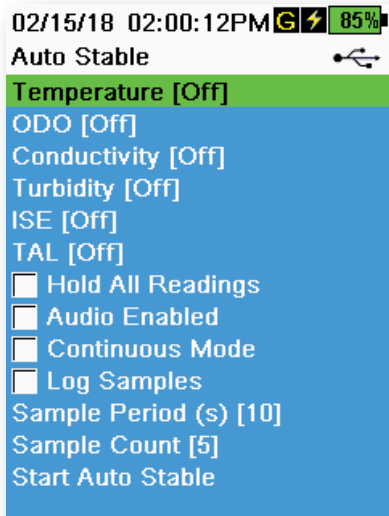 02/15/18 02:00:12PM G 85%
Auto Stable
Temperature [Off]
ODO [Off]
Conductivity [Off]
Turbidity [Off]
ISE [Off]
TAL [Off]
Hold All Readings
Audio Enabled
Continuous Mode
Log Samples
Sample Period (s) [10]
Sample Count [5]
Start Auto Stable